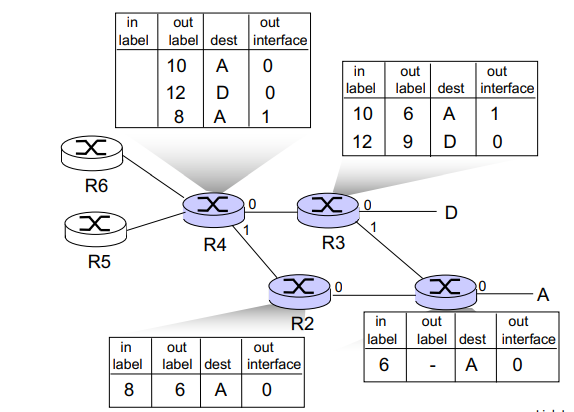 in out out
label label dest interface
10 A 0
12 D 0
8 A 1
in out out
label label dest interface
10 6 A 1
12 9 D 0
R6
R5
R4
0
1
R3
0
1
D
R2
0
0
A
in out out
label label dest interface
8 6 A 0
in out out
label label dest interface
6 - A 0